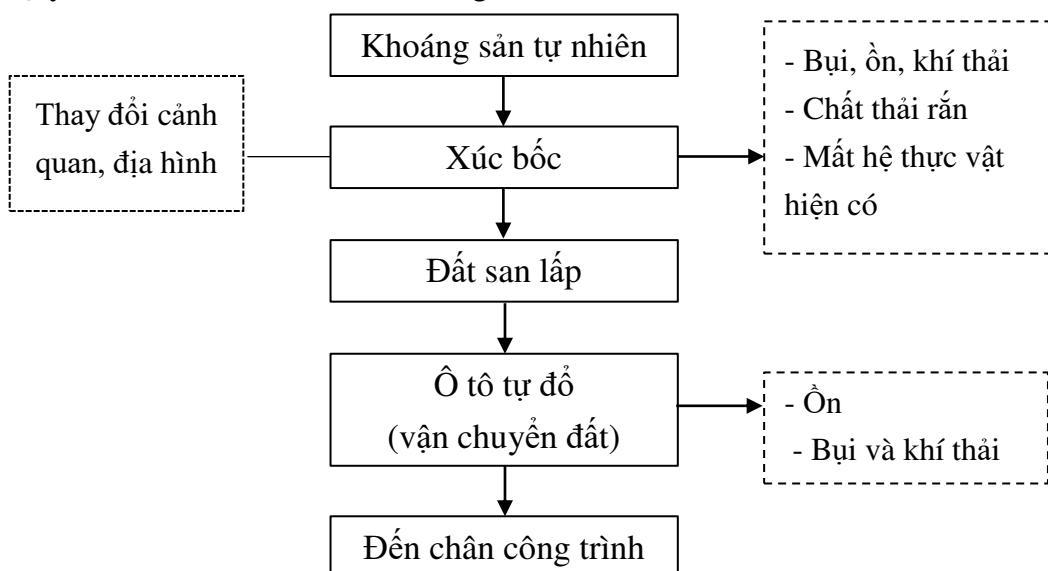 Khoáng sản tự nhiên
- Bụi, ồn, khí thải
- Chất thải rắn
- Mất hệ thực vật
hiện có
Thay đổi cảnh
quan, địa hình
Xúc bốc
Đất san lấp
Ô tô tự đổ
(vận chuyển đất)
- Ồn
- Bụi và khí thải
Đến chân công trình